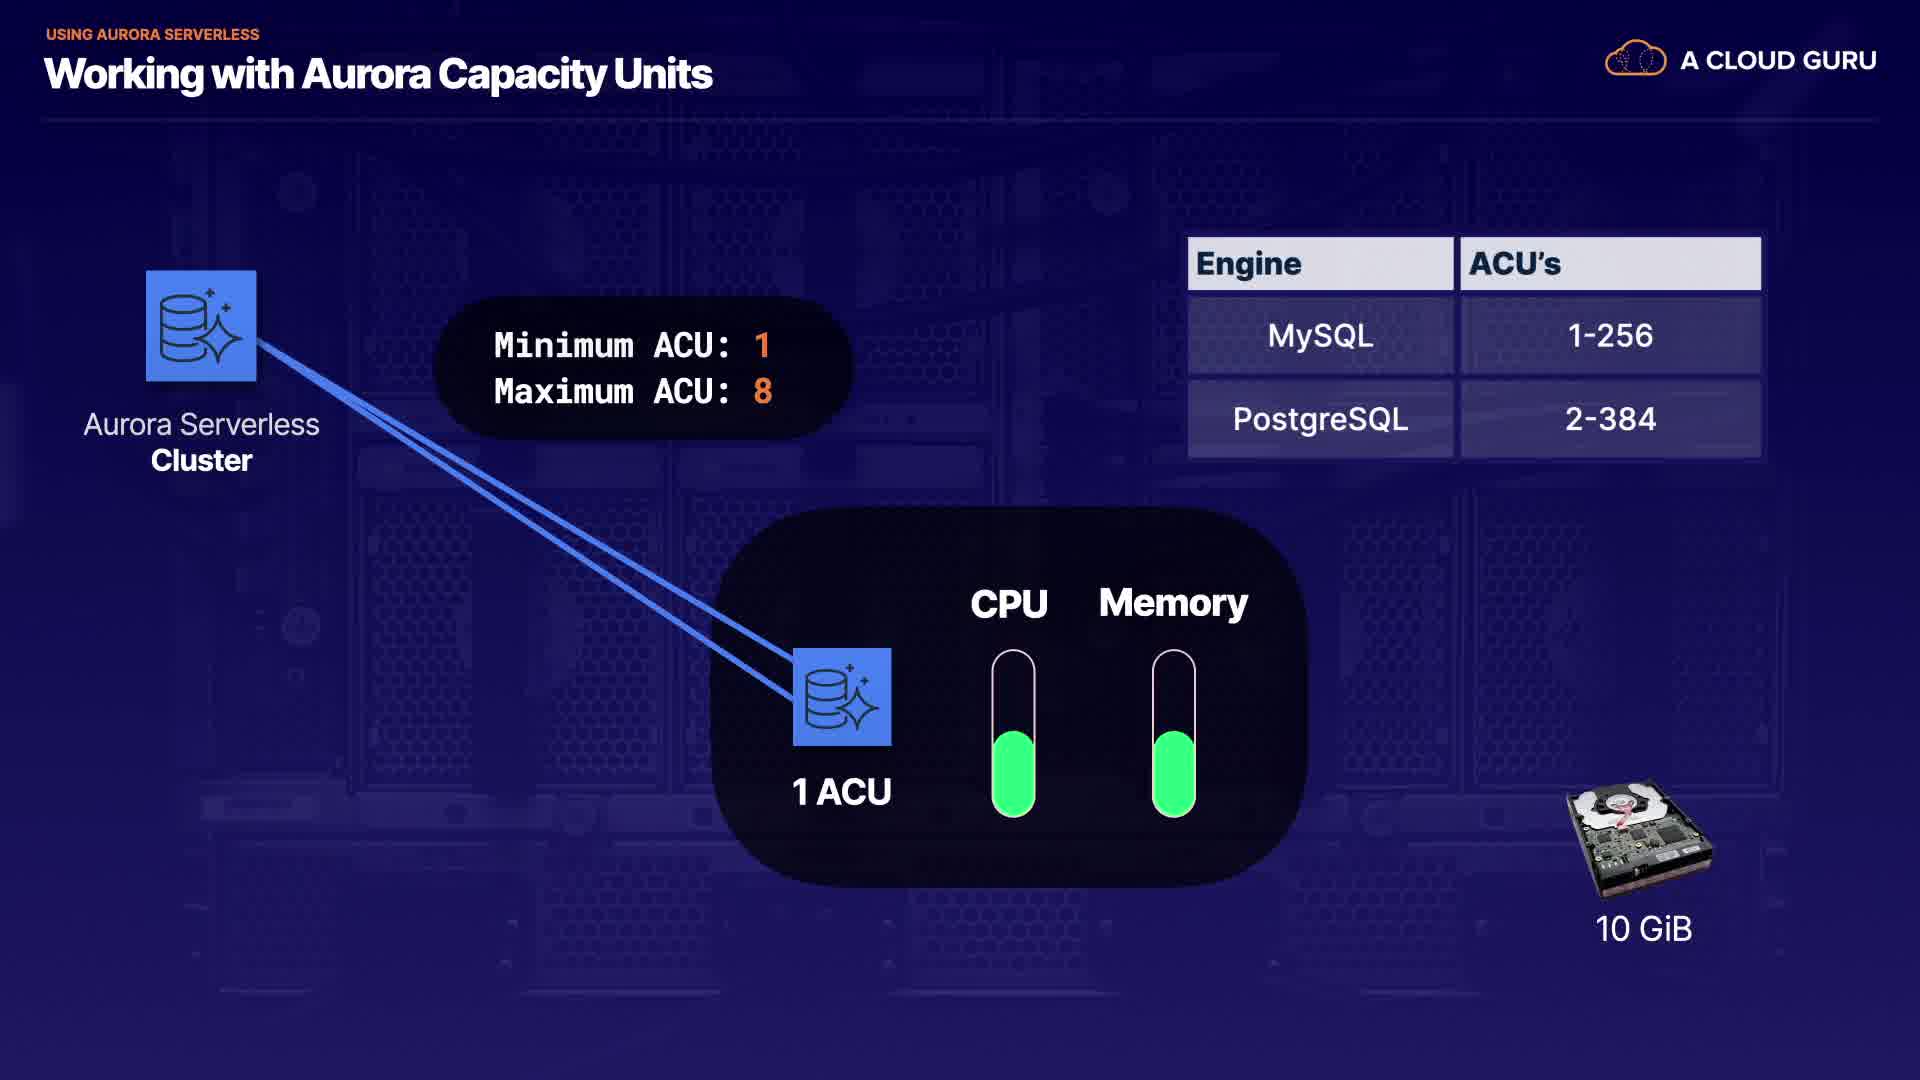 USING AURORA SERVERLESS
Working with Aurora Capacity Units
A CLOUD GURU
Aurora Serverless
Cluster
Minimum ACU: 1
Maximum ACU: 8
Engine ACU’s
MySQL 1-256
PostgreSQL 2-384
CPU Memory
1 ACU
10 GiB